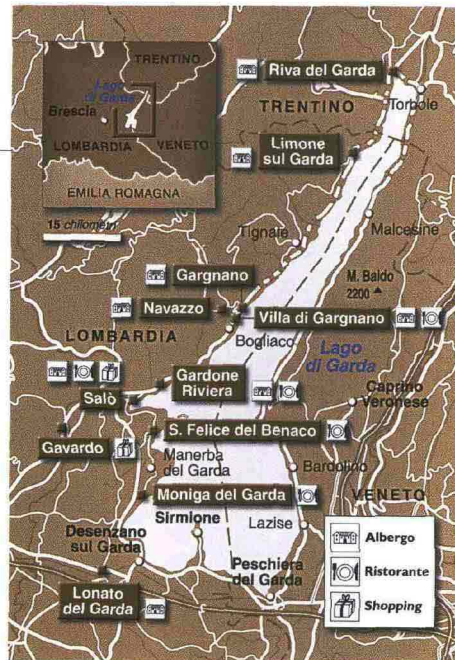 TRENTINO
Lago
di Garda
Brescia
LOMBARDIA
VENETO
EMILIA ROMAGNA
15 chilometri
Riva del Garda
TRENTINO
Torbole
Limone
sul Garda
Malcesine
Tignale
Gargnano
M. Baldo
2200
Navazzo
Villa di Gargnano
LOMBARDIA
Bogliaco
Lago
di Garda
Gardone
Riviera
Caprino
Veronese
Salò
S. Felice del Benaco
Gavardo
Manerba
del Garda
Bardolino
VENETO
Moniga del Garda
Sirmione
Lazise
Desenzano
sul Garda
Peschiera
del Garda
Lonato
del Garda
Albergo
Ristorante
Shopping